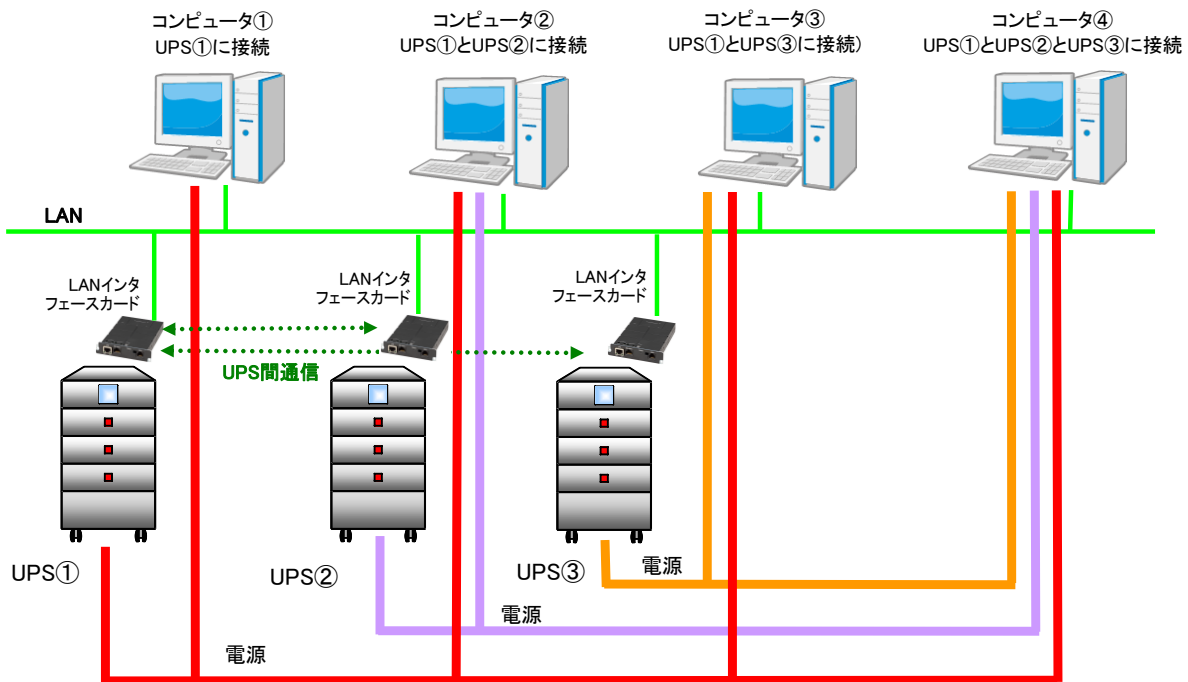 コンピュータ①
UPS①に接続
コンピュータ②
UPS①とUPS②に接続
コンピュータ③
UPS①とUPS③に接続)
コンピュータ④
UPS①とUPS②とUPS③に接続
LAN
LANインタ
フェースカード
LANインタ
フェースカード
LANインタ
フェースカード
UPS間通信
UPS①
UPS②
UPS③
電源
電源
電源